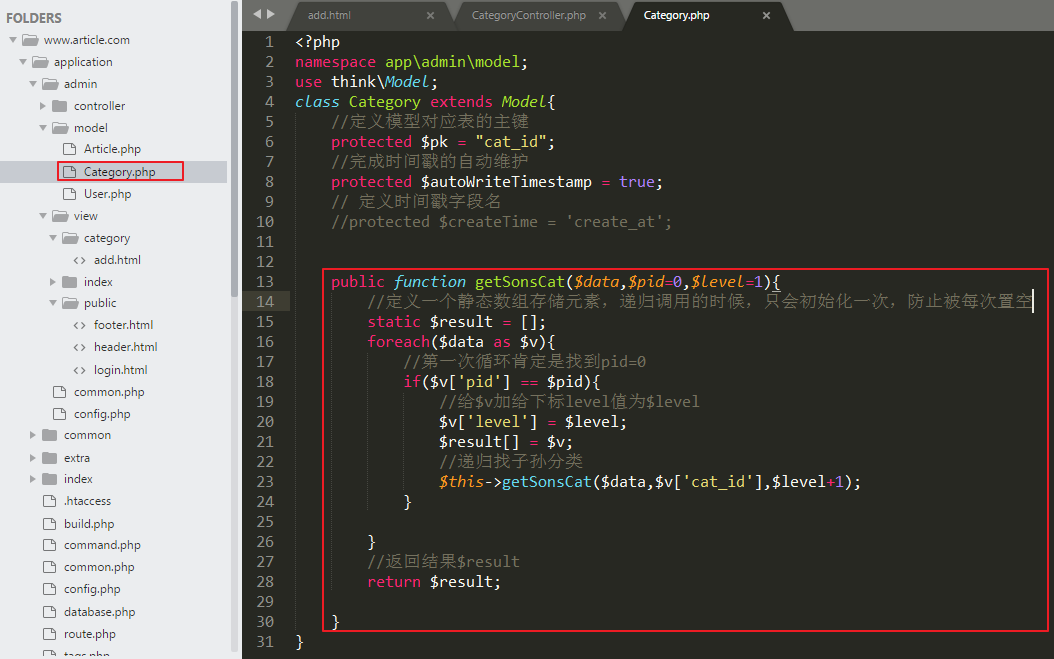 FOLDERS
www.article.com
application
admin
controller
model
Article.php
Category.php
User.php
view
category
<> add.html
index
public
<> footer.html
<> header.html
<> login.html
common.php
config.php
common
extra
index
.htaccess
build.php
command.php
common.php
config.php
database.php
route.php
tags.php
add.html ×
CategoryController.php ×
Category.php ×
1 <?php
2 namespace app\admin\model;
3 use think\Model;
4 class Category extends Model{
5 //定义模型对应表的主键
6 protected $pk = "cat_id";
7 //完成时间戳的自动维护
8 protected $autoWriteTimestamp = true;
9 // 定义时间戳字段名
10 //protected $createTime = 'create_at';
11
12
13 public function getSonsCat($data,$pid=0,$level=1){
14 //定义一个静态数组存储元素，递归调用的时候，只会初始化一次，防止被每次置空
15 static $result = [];
16 foreach($data as $v){
17 //第一次循环肯定是找到pid=0
18 if($v['pid'] == $pid){
19 //给$v加给下标level值为$level
20 $v['level'] = $level;
21 $result[] = $v;
22 //递归找子孙分类
23 $this->getSonsCat($data,$v['cat_id'],$level+1);
24 }
25
26 }
27 //返回结果$result
28 return $result;
29
30 }
31 }